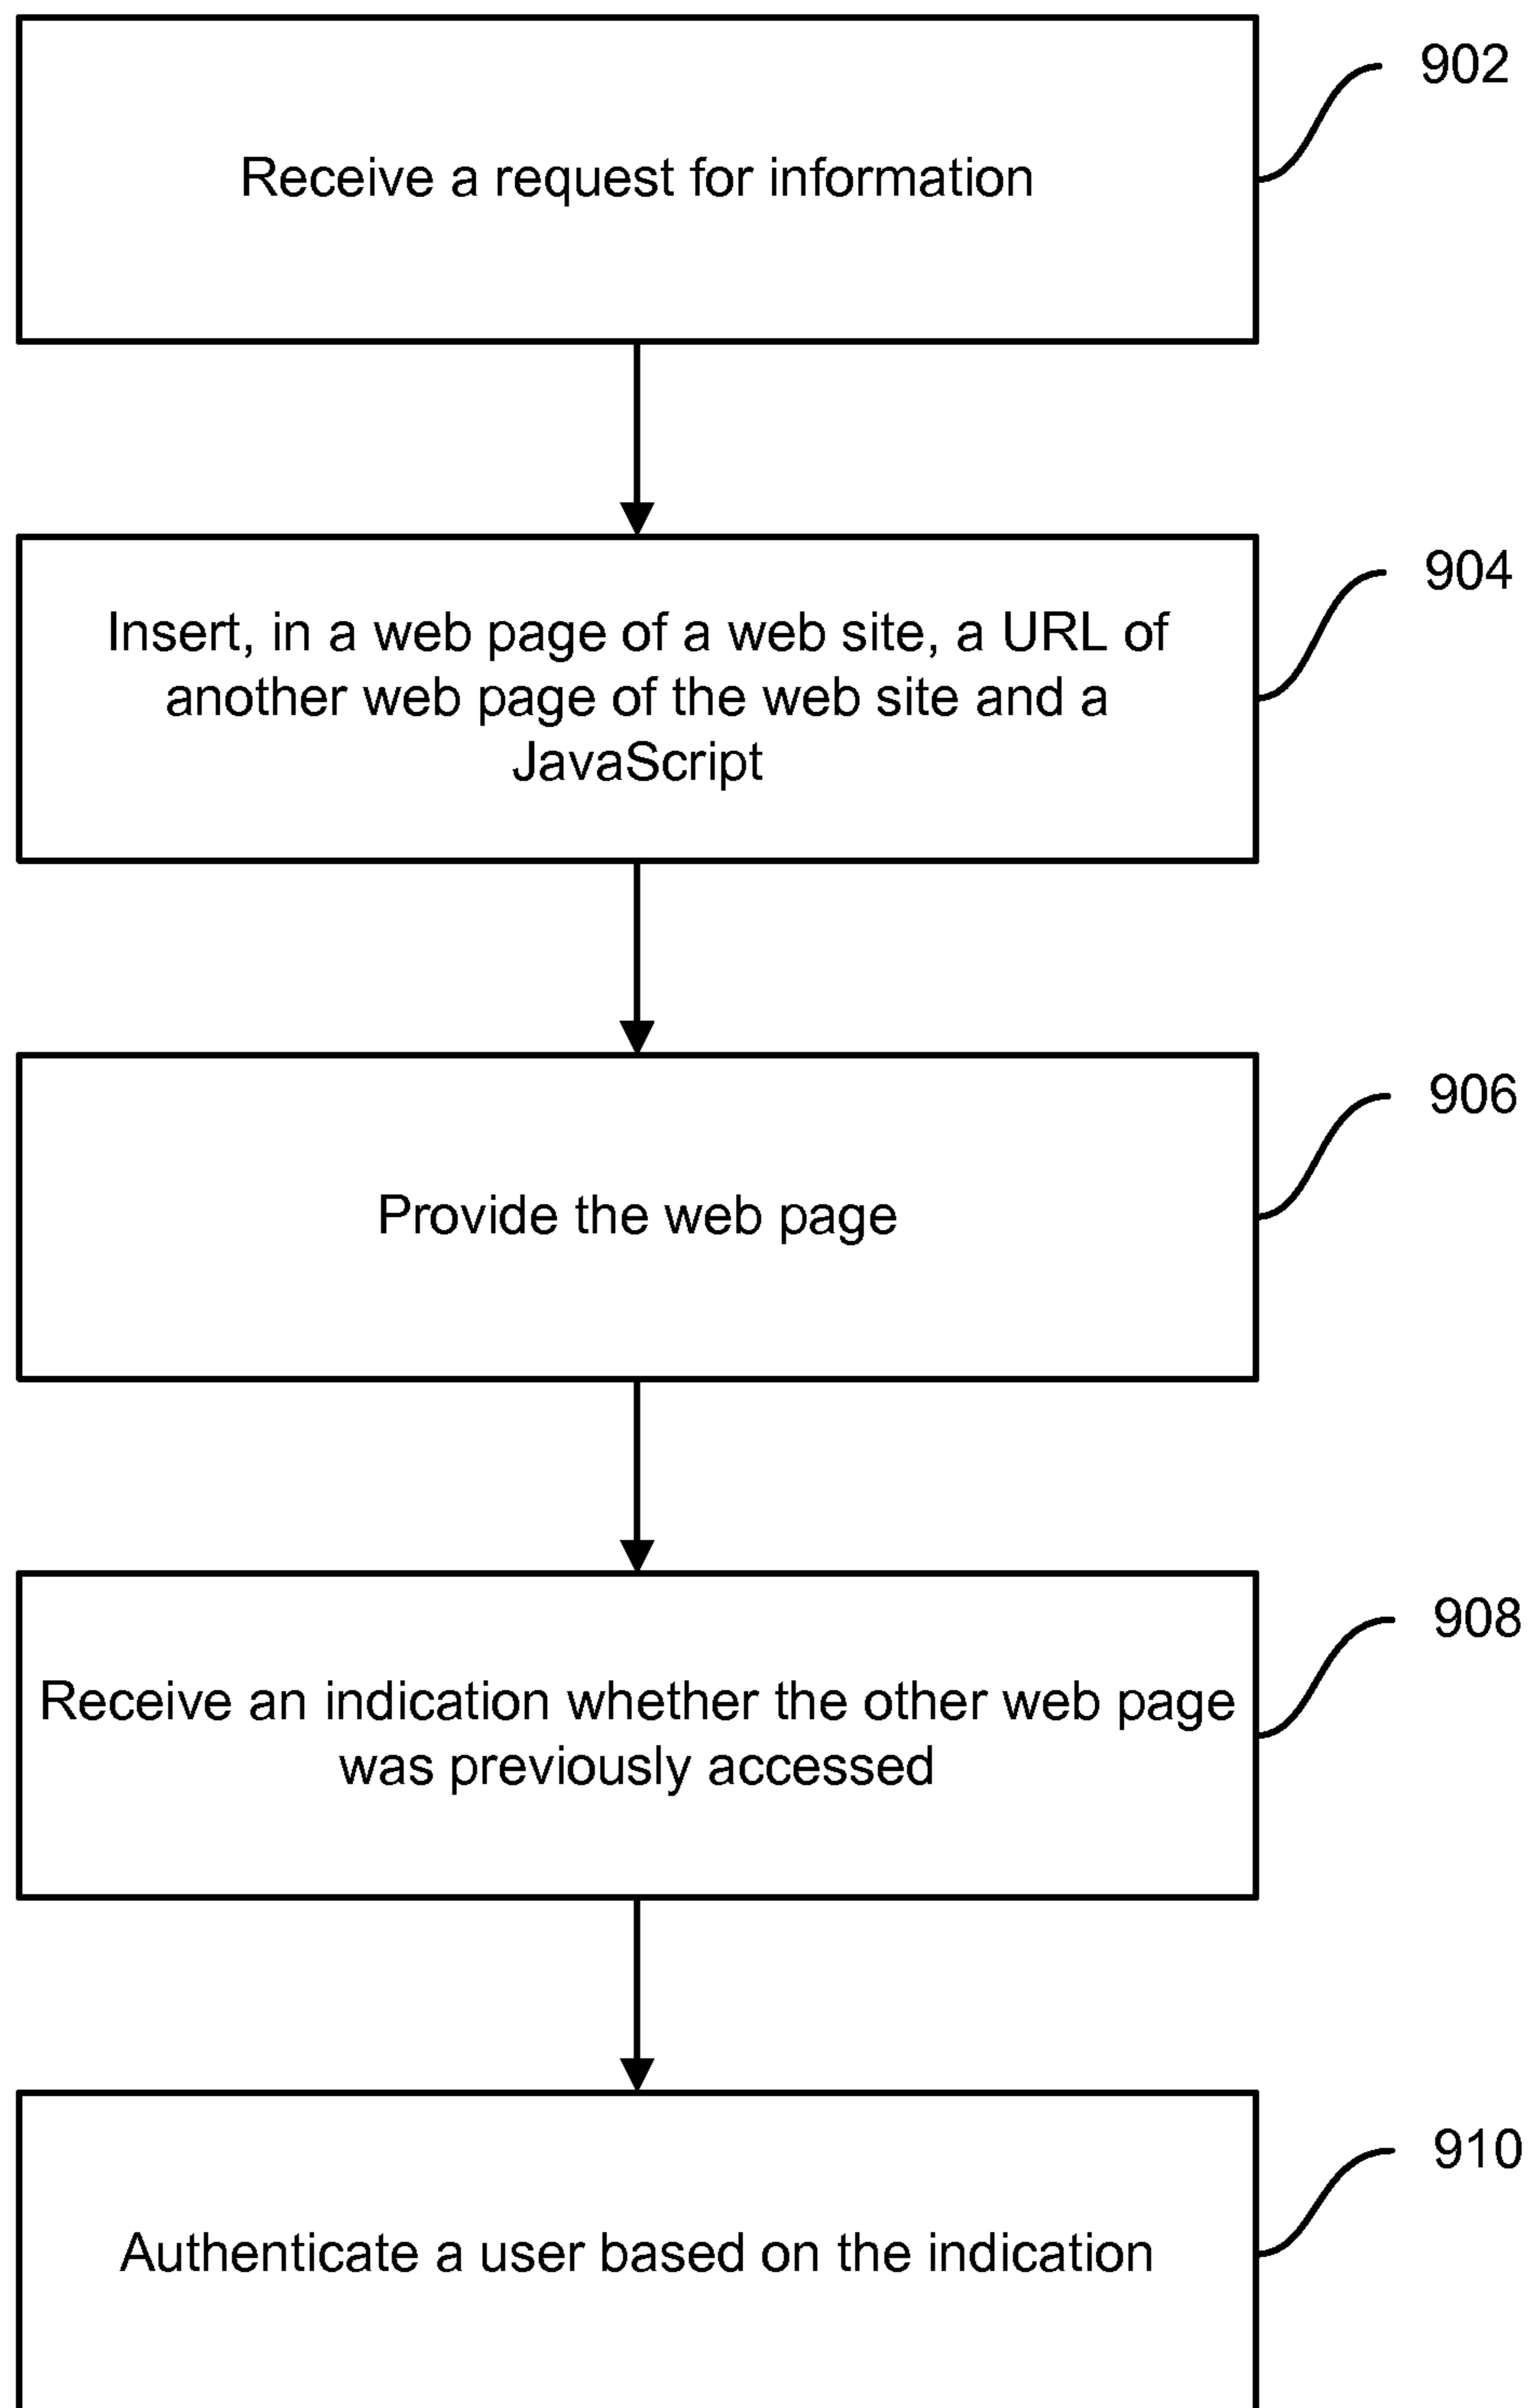 902
Receive a request for information
904
Insert, in a web page of a web site, a URL of
another web page of the web site and a
JavaScript
906
Provide the web page
908
Receive an indication whether the other web page
was previously accessed
910
Authenticate a user based on the indication